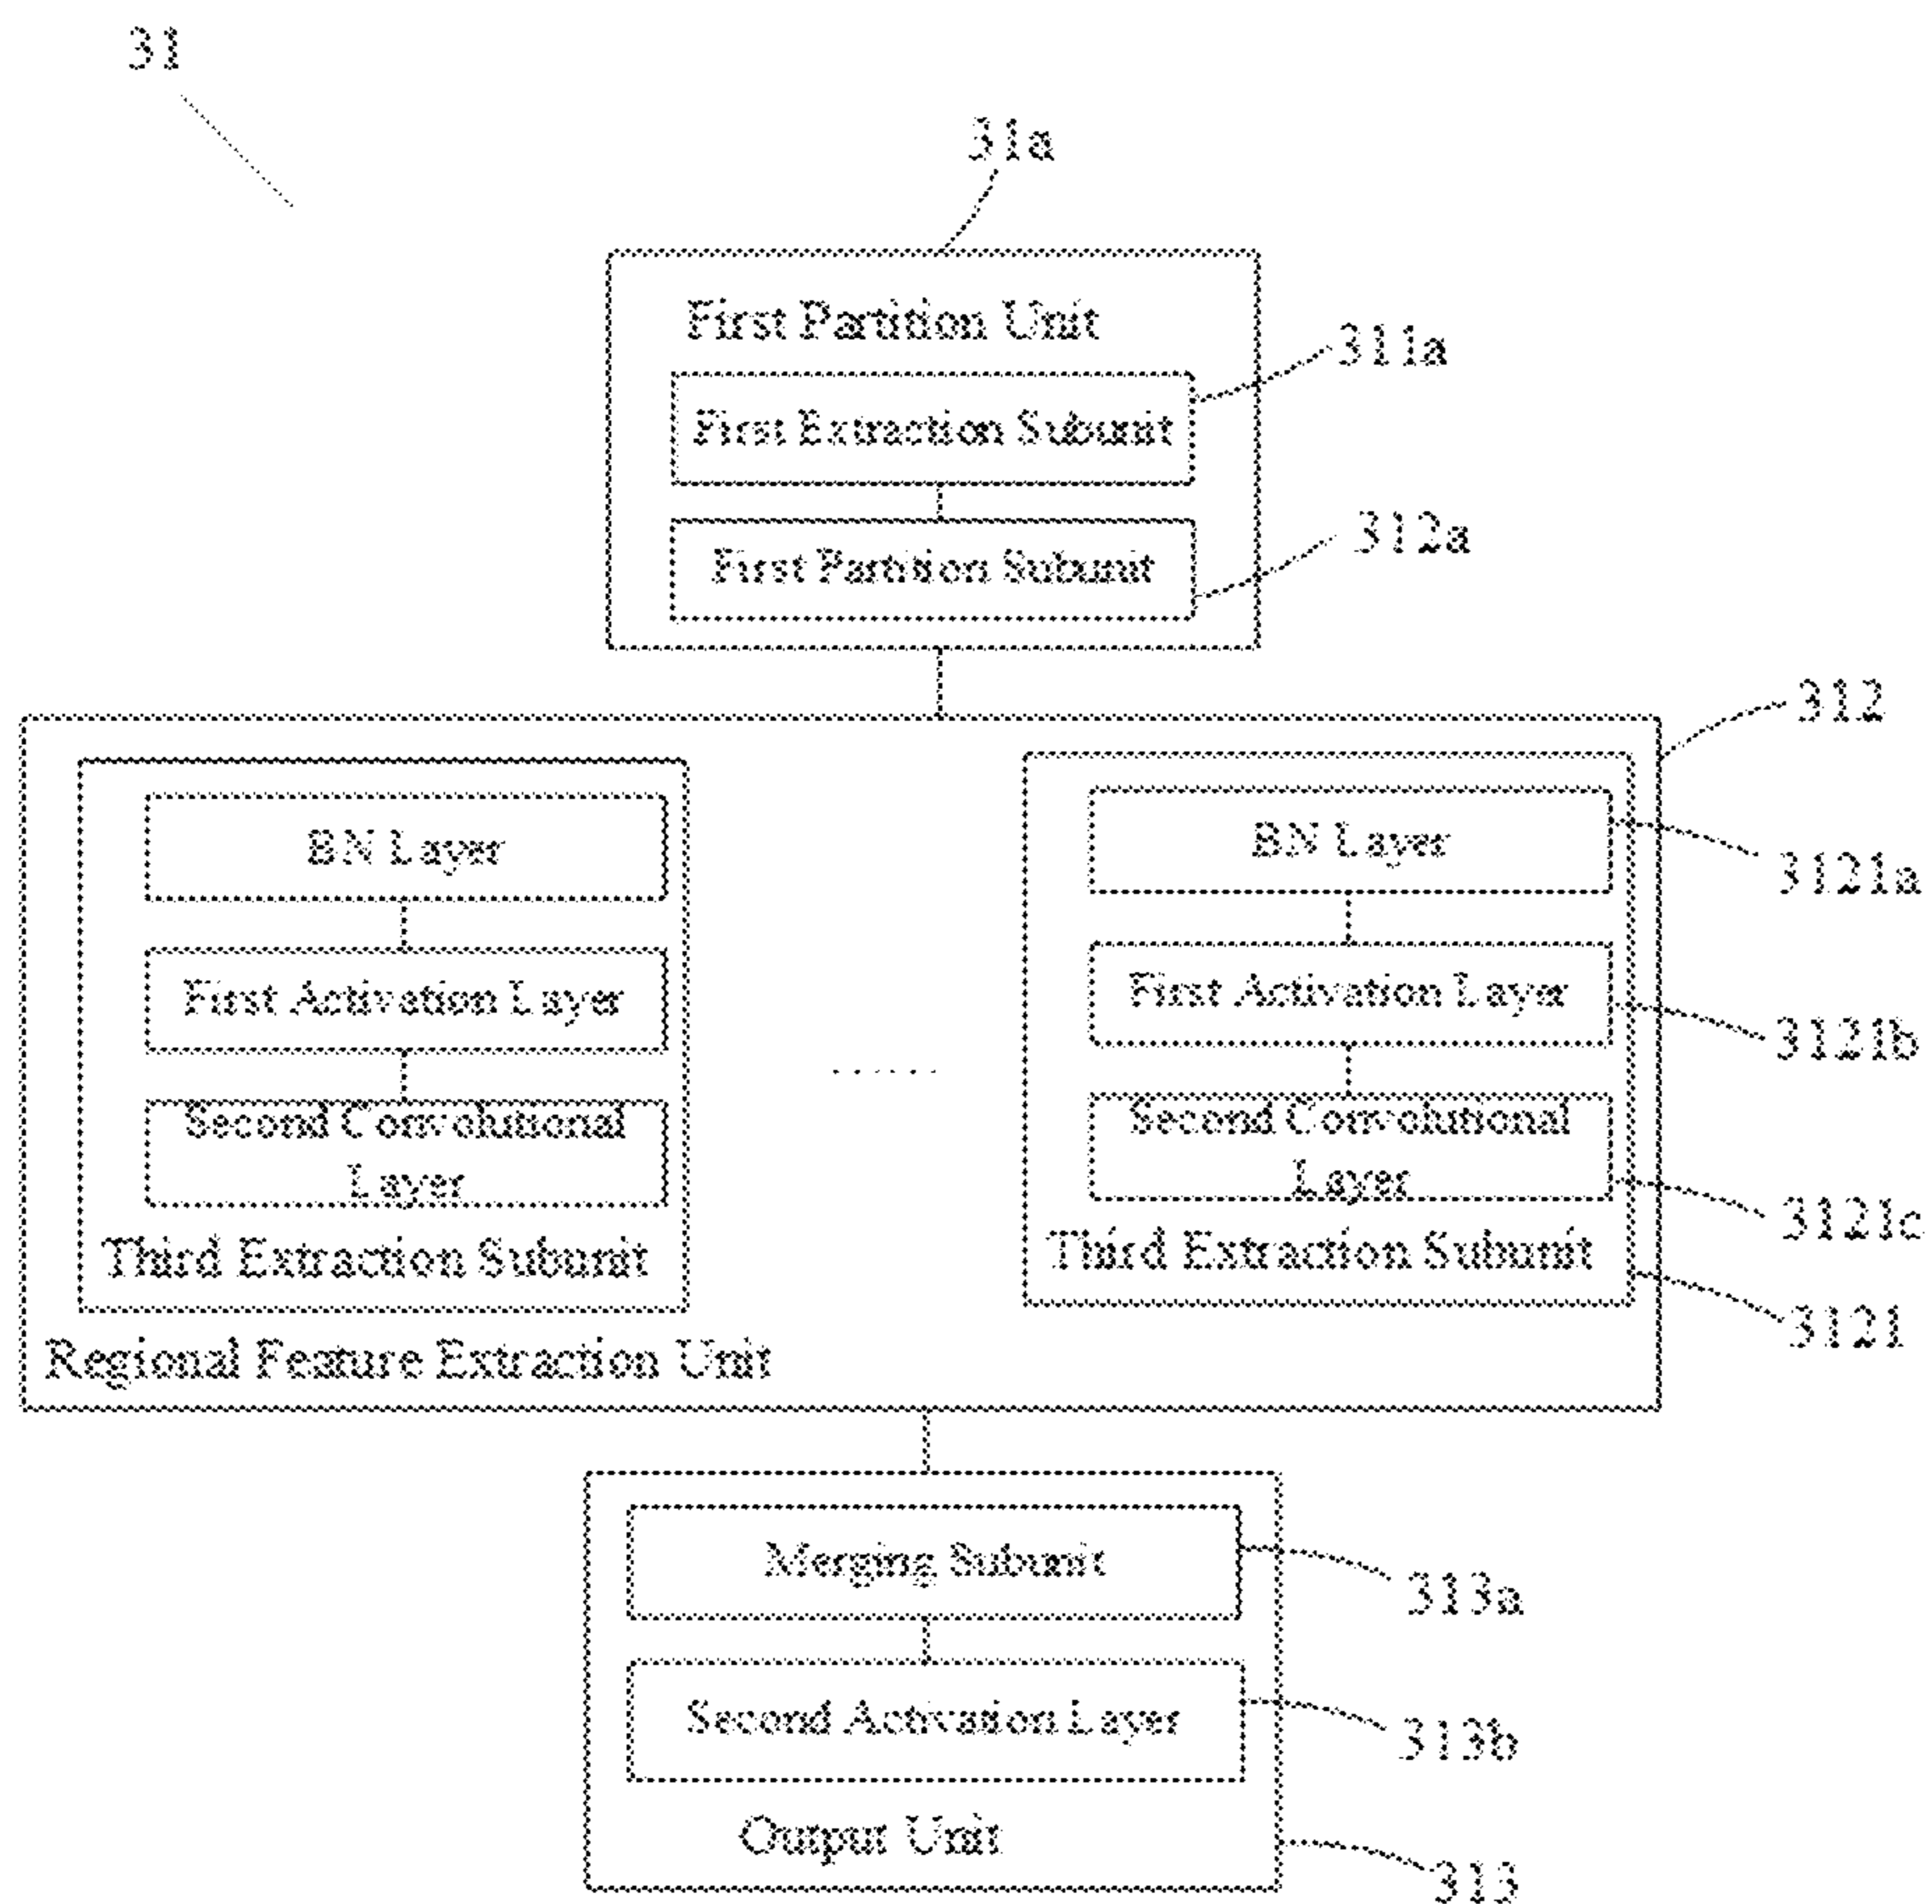 31
31a
First Partition Unit
311a
First Extraction Subunit
312a
First Partition Subunit
312
BN Layer
BN Layer
3121a
First Activation Layer
First Activation Layer
3121b
......
Second Convolutional
Layer
Second Convolutional
Layer
3121c
Third Extraction Subunit
Third Extraction Subunit
3121
Regional Feature Extraction Unit
Merging Subunit
313a
Second Activation Layer
313b
Output Unit
313